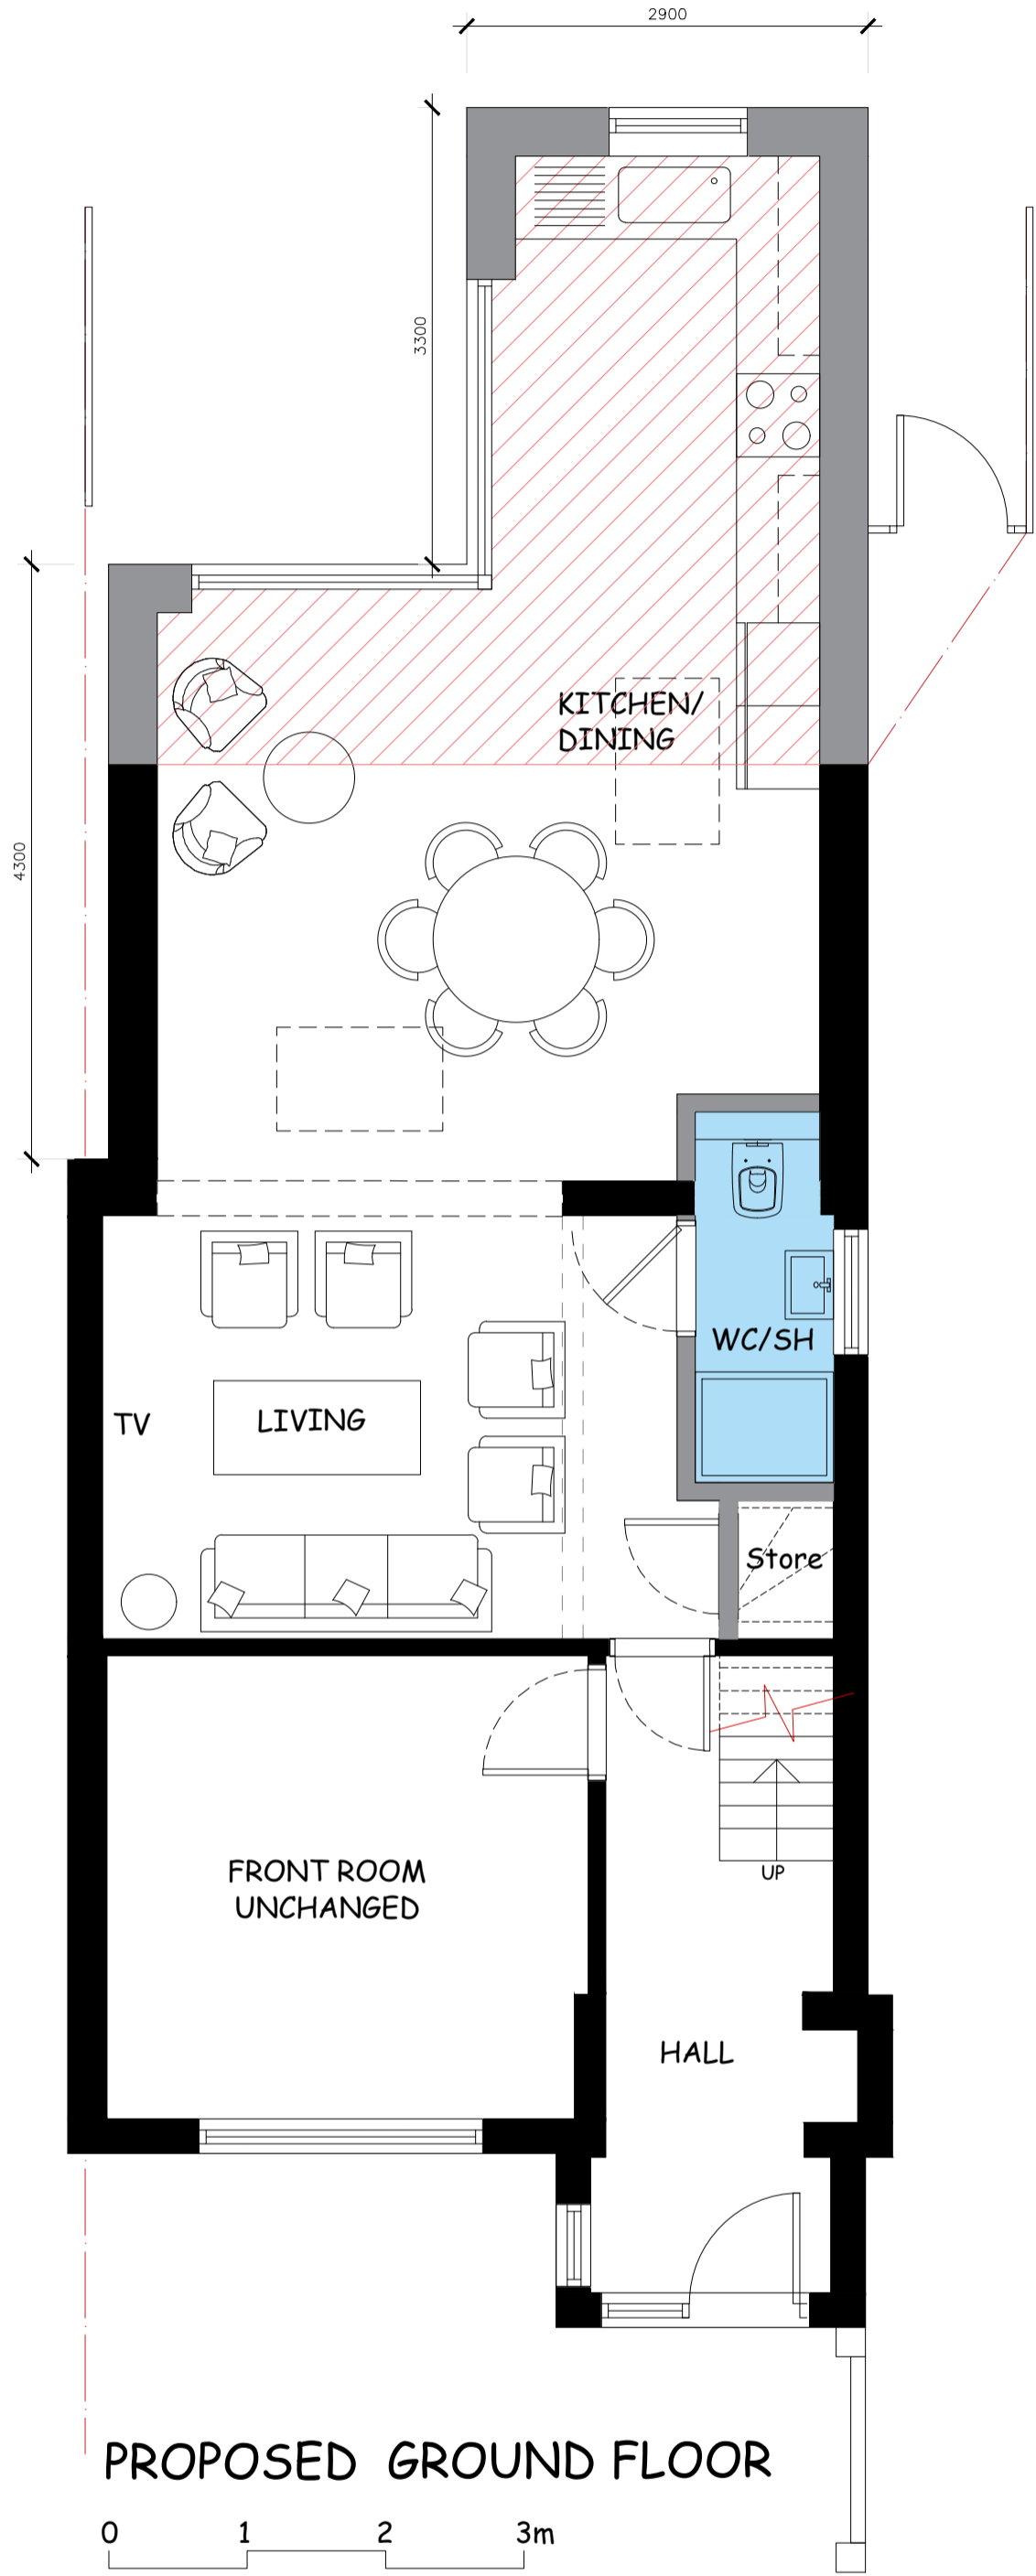 2900
3300
KITCHEN/
DINING
4300
WC/SH
TV
LIVING
Store
UP
FRONT ROOM
UNCHANGED
HALL
PROPOSED GROUND FLOOR
0 1 2 3m